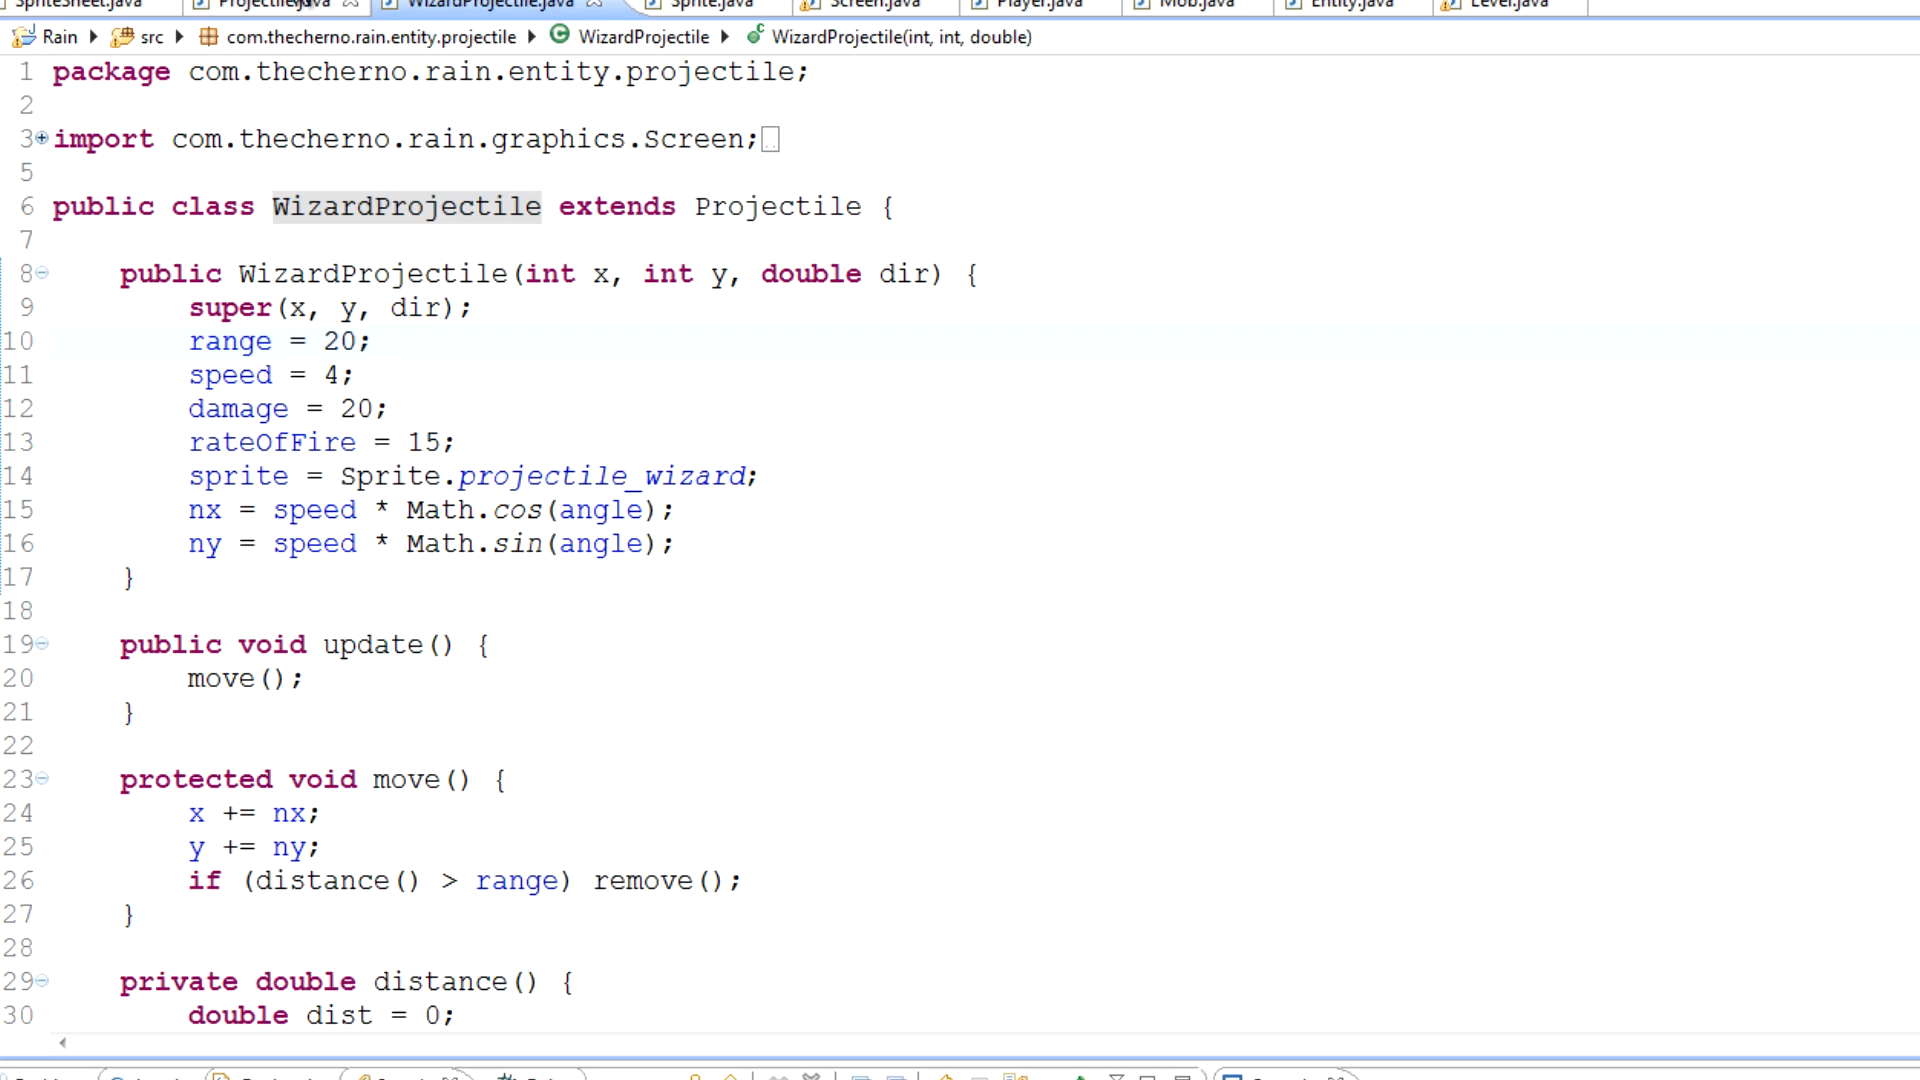 SpriteSheet.java Projectile.java WizardProjectile.java Sprite.java Screen.java Player.java Mob.java Entity.java Level.java
Rain src com.thecherno.rain.entity.projectile WizardProjectile WizardProjectile(int, int, double)
1 package com.thecherno.rain.entity.projectile;
2
3 import com.thecherno.rain.graphics.Screen;
5
6 public class WizardProjectile extends Projectile {
7
8 public WizardProjectile(int x, int y, double dir) {
9 super(x, y, dir);
10 range = 20;
11 speed = 4;
12 damage = 20;
13 rateOfFire = 15;
14 sprite = Sprite.projectile_wizard;
15 nx = speed * Math.cos(angle);
16 ny = speed * Math.sin(angle);
17 }
18
19 public void update() {
20 move();
21 }
22
23 protected void move() {
24 x += nx;
25 y += ny;
26 if (distance() > range) remove();
27 }
28
29 private double distance() {
30 double dist = 0;